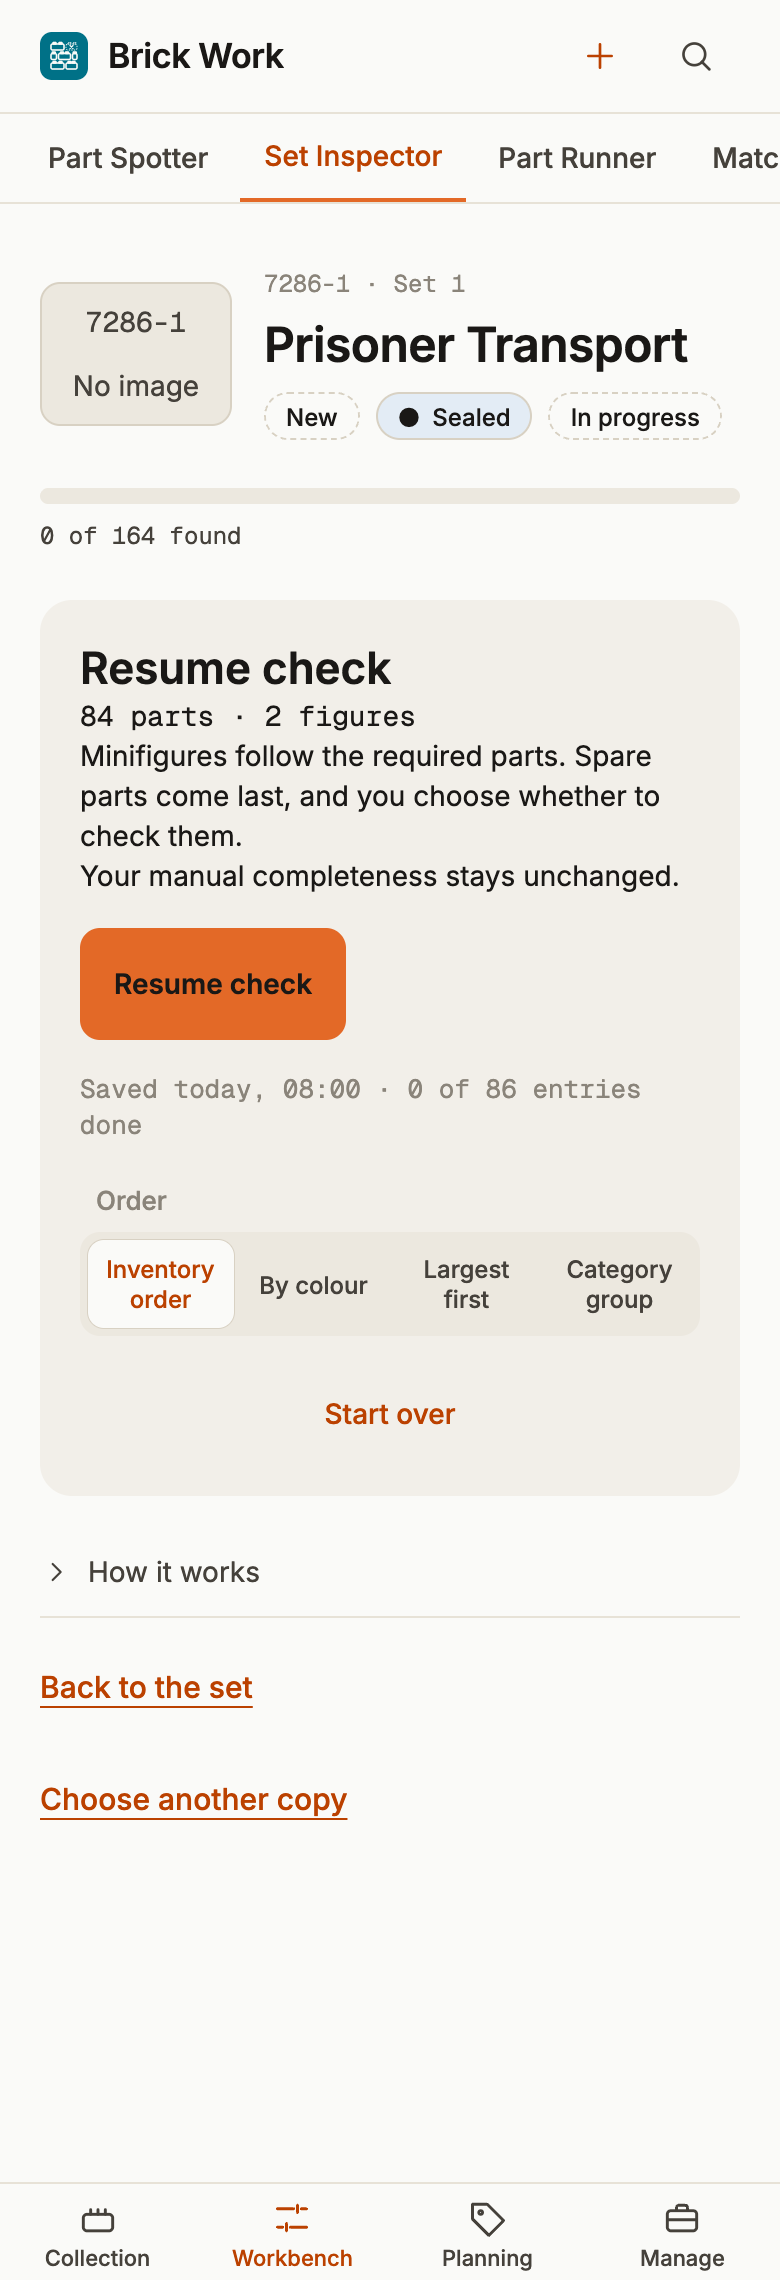 Brick Work
Part Spotter
Set Inspector
Part Runner
Matc
7286-1 · Set 1
7286-1
No image
Prisoner Transport
New
Sealed
In progress
0 of 164 found
Resume check
84 parts · 2 figures
Minifigures follow the required parts. Spare
parts come last, and you choose whether to
check them.
Your manual completeness stays unchanged.
Resume check
Saved today, 08:00 · 0 of 86 entries
done
Order
Inventory
order
By colour
Largest
first
Category
group
Start over
How it works
Back to the set
Choose another copy
Collection
Workbench
Planning
Manage